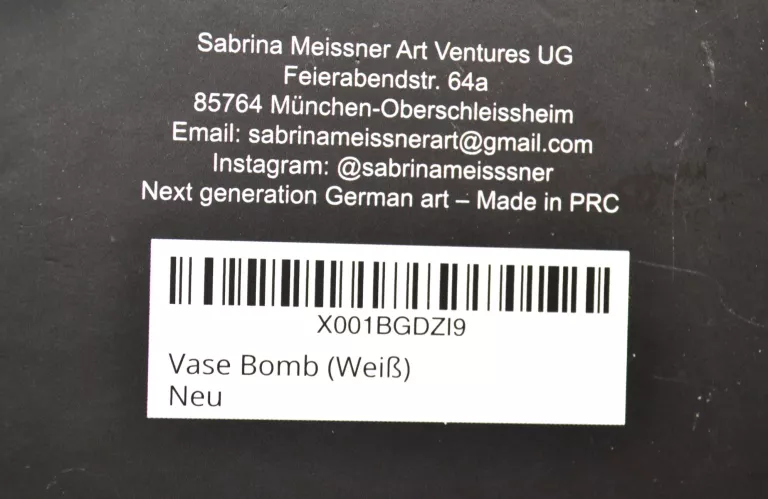 Sabrina Meissner Art Ventures UG
Feierabendstr. 64a
85764 München-Oberschleissheim
Email: sabrinameissnerart@gmail.com
Instagram: @sabrinameisssner
Next generation German art – Made in PRC
X001BGDZI9
Vase Bomb (Weiß)
Neu